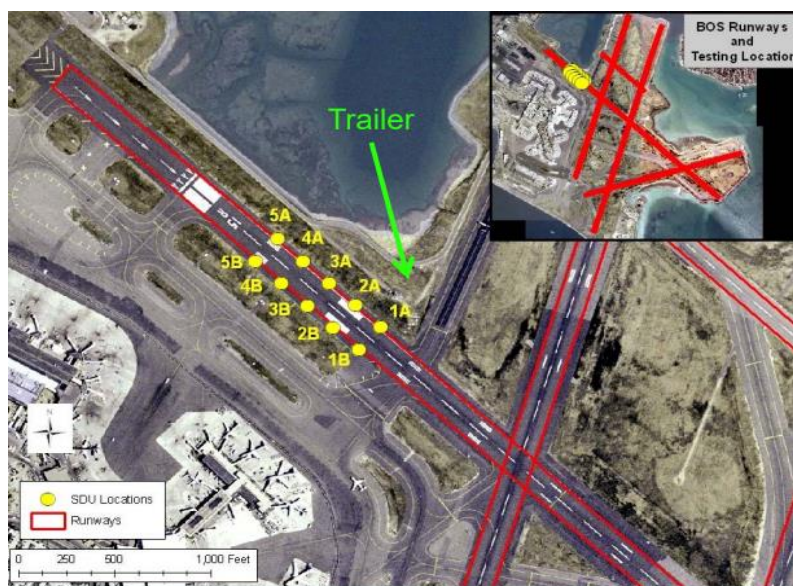 BOS Runways
and
Testing Location
Trailer
5A
4A
5B
3A
4B
2A
3B
1A
2B
1B
N
SDU Locations
Runways
0 250 500 1,000 Feet